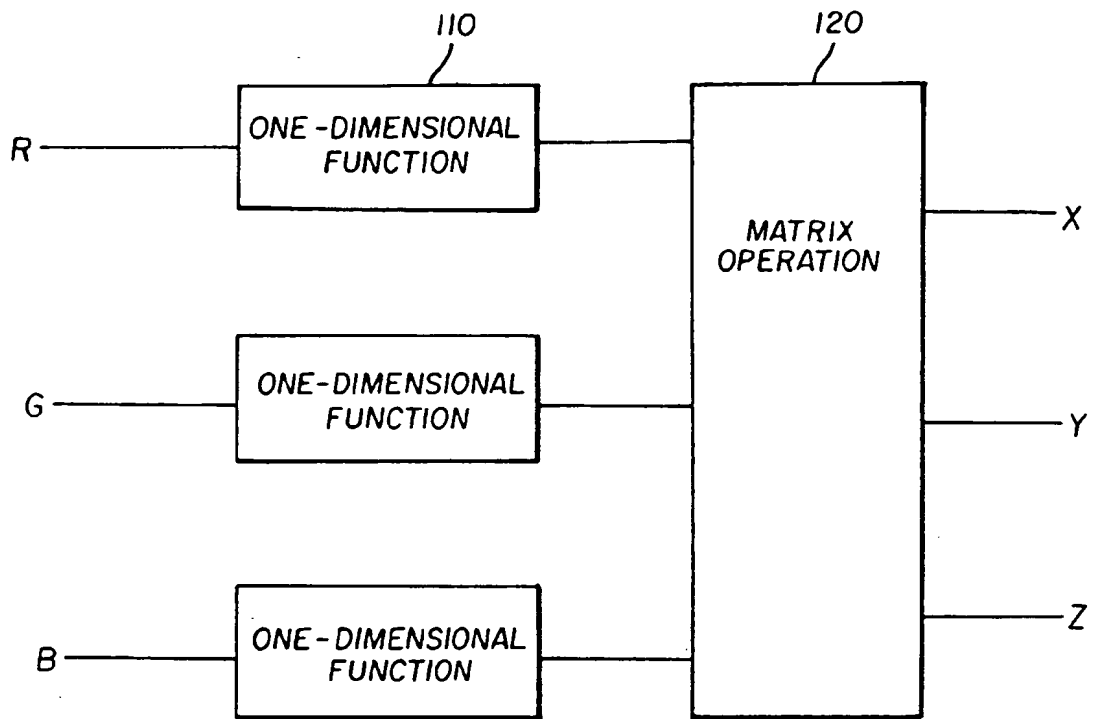 110
120
R
ONE-DIMENSIONAL
FUNCTION
MATRIX
OPERATION
X
G
ONE-DIMENSIONAL
FUNCTION
Y
B
ONE-DIMENSIONAL
FUNCTION
Z